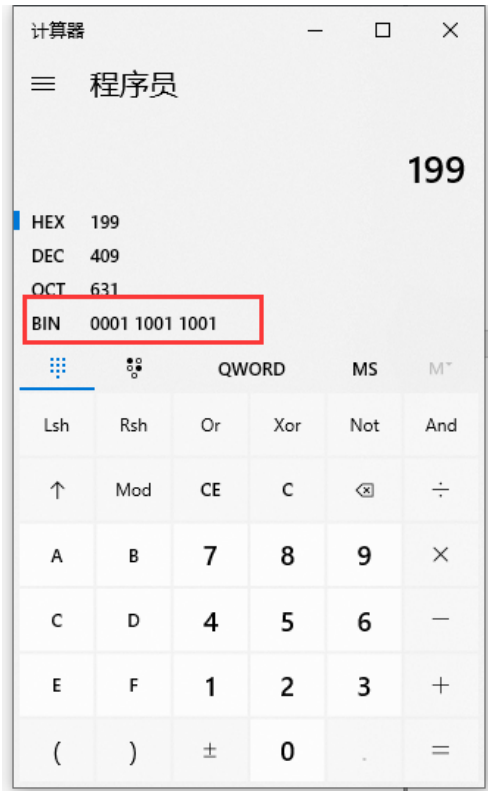 计算器
程序员
199
HEX 199
DEC 409
OCT 631
BIN 0001 1001 1001
QWORD MS M
Lsh Rsh Or Xor Not And
↑ Mod CE C ⌫ ÷
A B 7 8 9 ×
C D 4 5 6 −
E F 1 2 3 +
( ) ± 0 . =